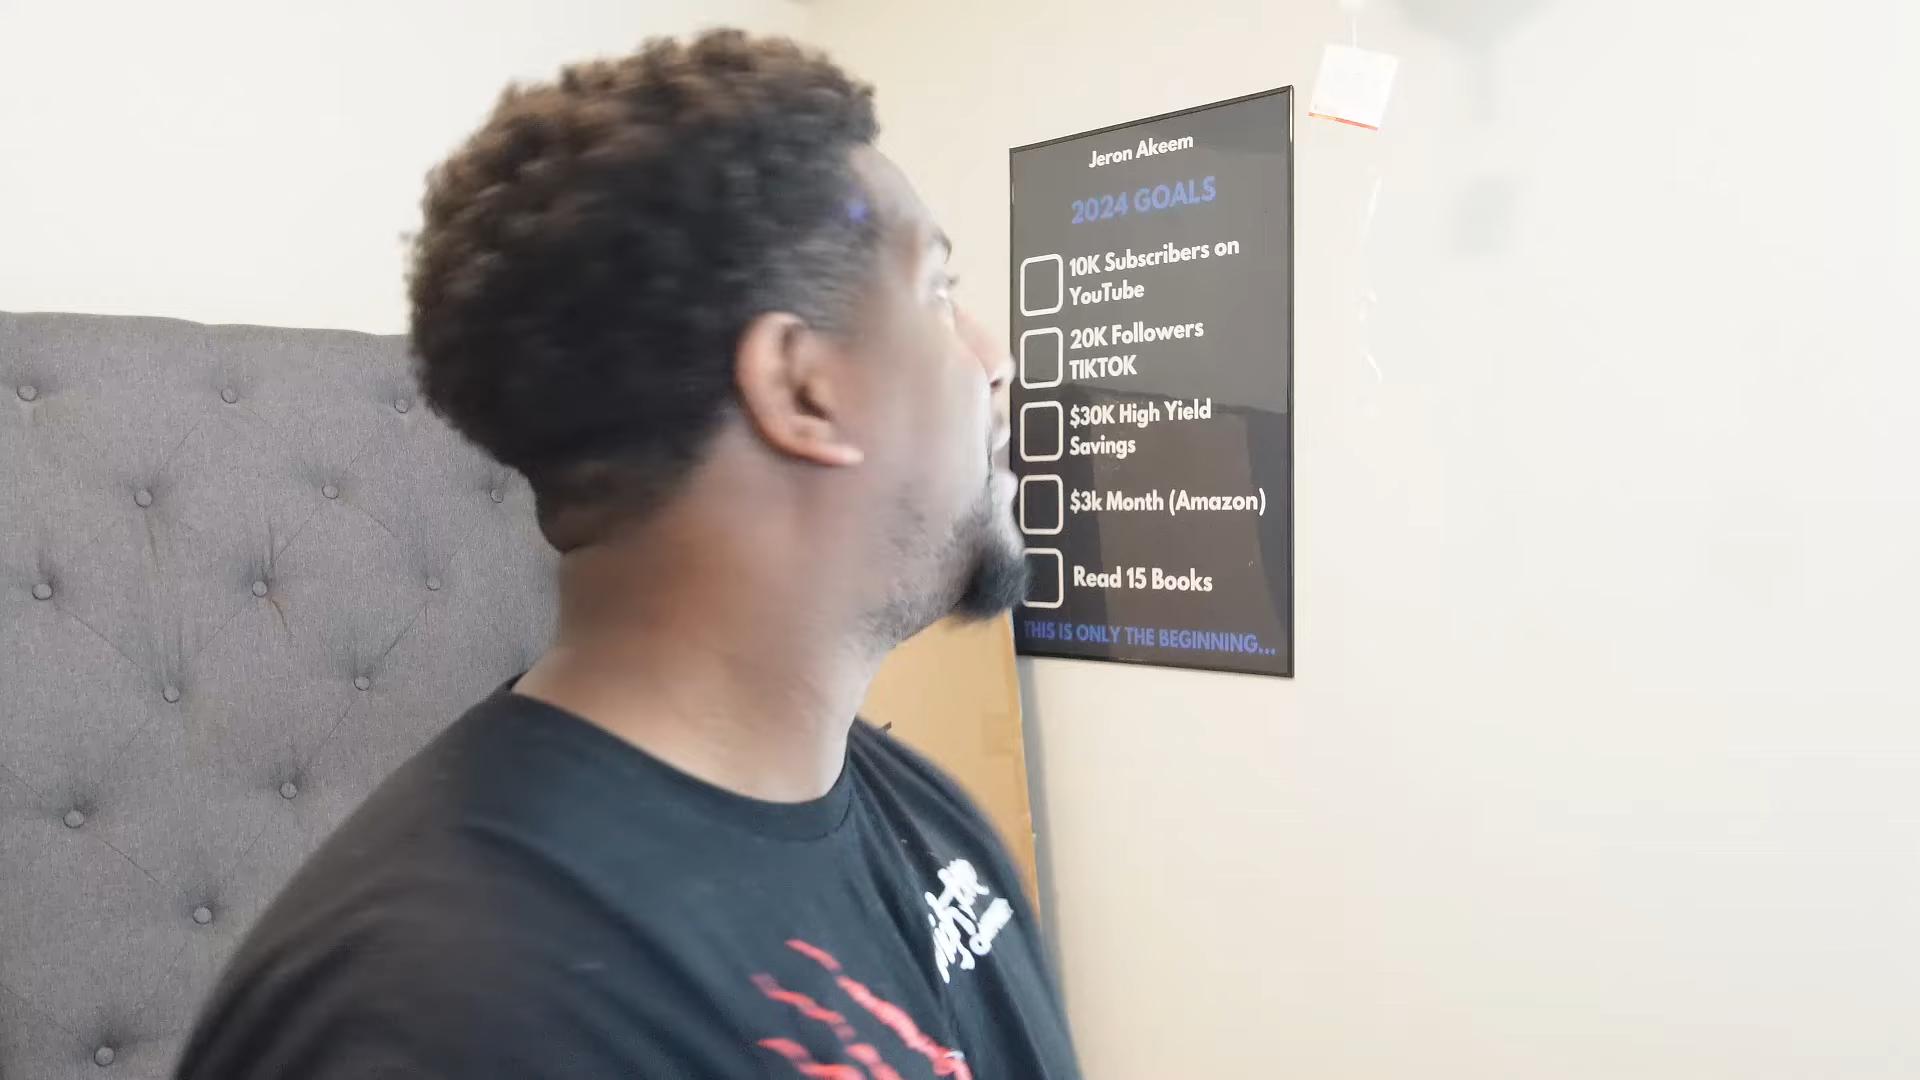 Jeron Akeem
2024 GOALS
10K Subscribers on
YouTube
20K Followers
TIKTOK
$30K High Yield
Savings
$3k Month (Amazon)
Read 15 Books
THIS IS ONLY THE BEGINNING...